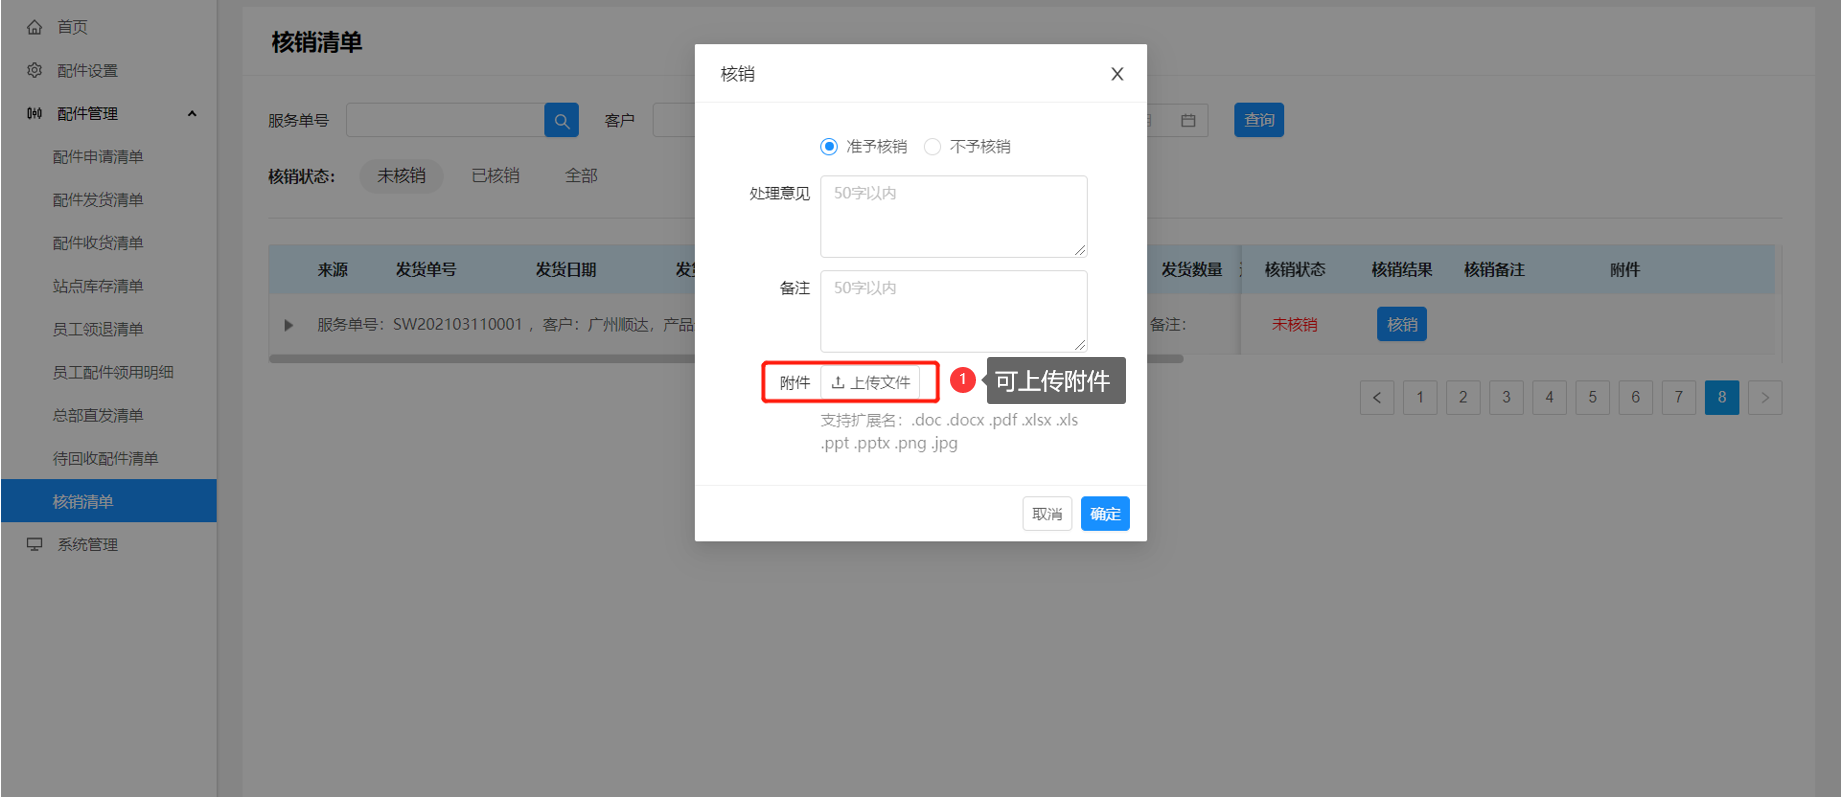 首页
配件设置
配件管理
配件申请清单
配件发货清单
配件收货清单
站点库存清单
员工领退清单
员工配件领用明细
总部直发清单
待回收配件清单
核销清单
系统管理
核销清单
服务单号
客户
查询
核销状态：
未核销
已核销
全部
来源
发货单号
发货日期
发货数量
核销状态
核销结果
核销备注
附件
服务单号：SW202103110001 ，客户：广州顺达，产品
备注：
未核销
核销
1
2
3
4
5
6
7
8
核销
准予核销
不予核销
处理意见
50字以内
备注
50字以内
附件
上传文件
1
可上传附件
支持扩展名：.doc .docx .pdf .xlsx .xls
.ppt .pptx .png .jpg
取消
确定